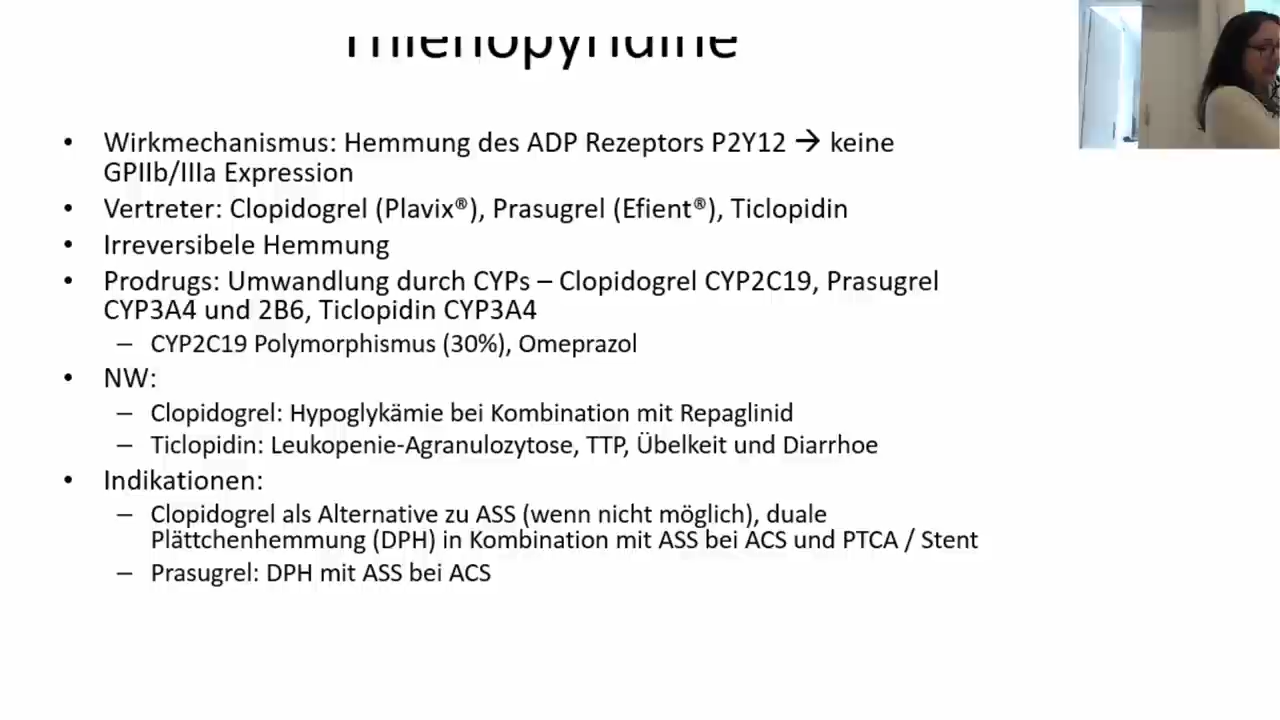 Thienopyridine
• Wirkmechanismus: Hemmung des ADP Rezeptors P2Y12 → keine
GPIIb/IIIa Expression
• Vertreter: Clopidogrel (Plavix®), Prasugrel (Efient®), Ticlopidin
• Irreversibele Hemmung
• Prodrugs: Umwandlung durch CYPs – Clopidogrel CYP2C19, Prasugrel
CYP3A4 und 2B6, Ticlopidin CYP3A4
– CYP2C19 Polymorphismus (30%), Omeprazol
• NW:
– Clopidogrel: Hypoglykämie bei Kombination mit Repaglinid
– Ticlopidin: Leukopenie-Agranulozytose, TTP, Übelkeit und Diarrhoe
• Indikationen:
– Clopidogrel als Alternative zu ASS (wenn nicht möglich), duale
Plättchenhemmung (DPH) in Kombination mit ASS bei ACS und PTCA / Stent
– Prasugrel: DPH mit ASS bei ACS